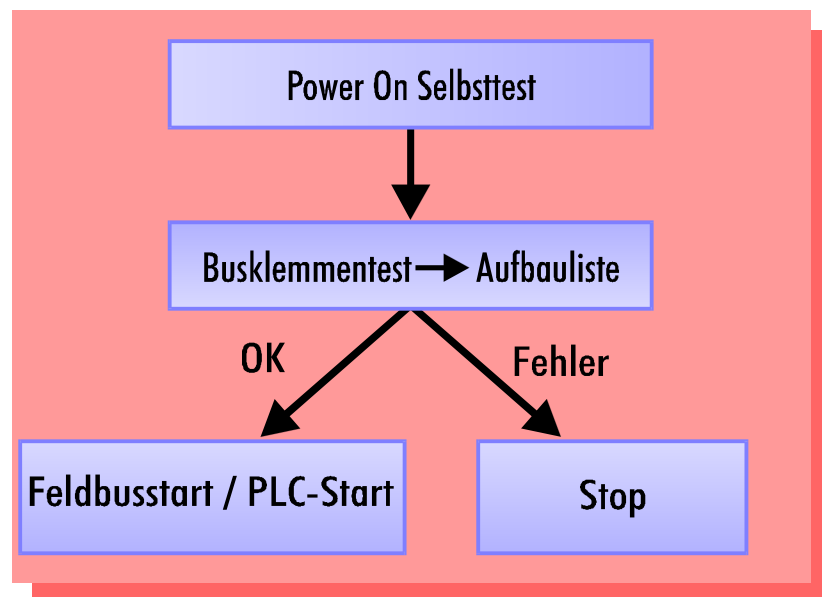 Power On Selbsttest
Busklemmentest → Aufbauliste
OK
Fehler
Feldbusstart / PLC-Start
Stop